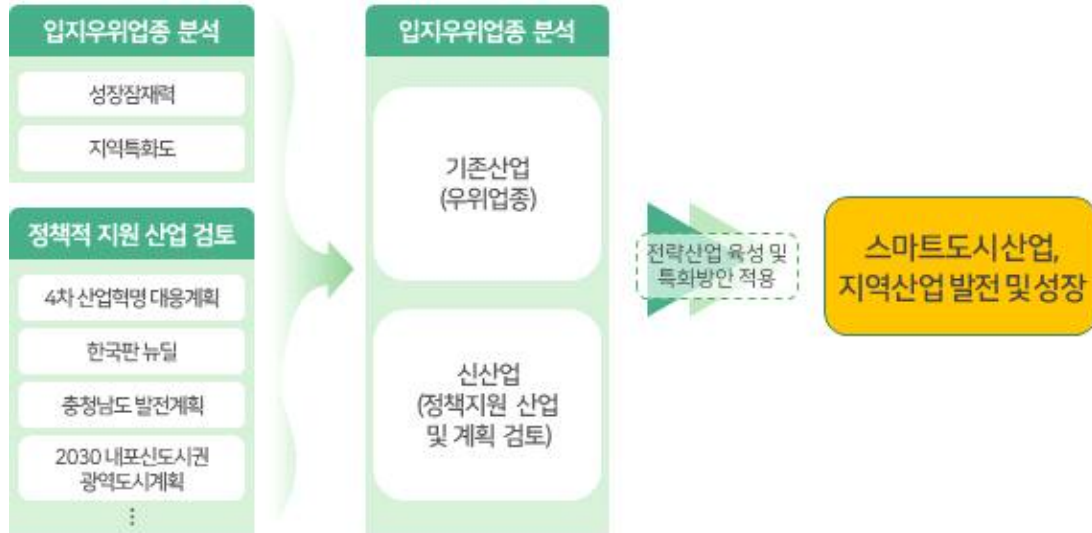 입지우위업종 분석
성장잠재력
지역특화도
정책적 지원 산업 검토
4차 산업혁명 대응계획
한국판 뉴딜
충청남도 발전계획
2030 내포신도시권
광역도시계획
⋮
입지우위업종 분석
기존산업
(우위업종)
신산업
(정책지원 산업
및 계획 검토)
전략산업 육성 및
특화방안 적용
스마트도시산업,
지역산업 발전 및 성장